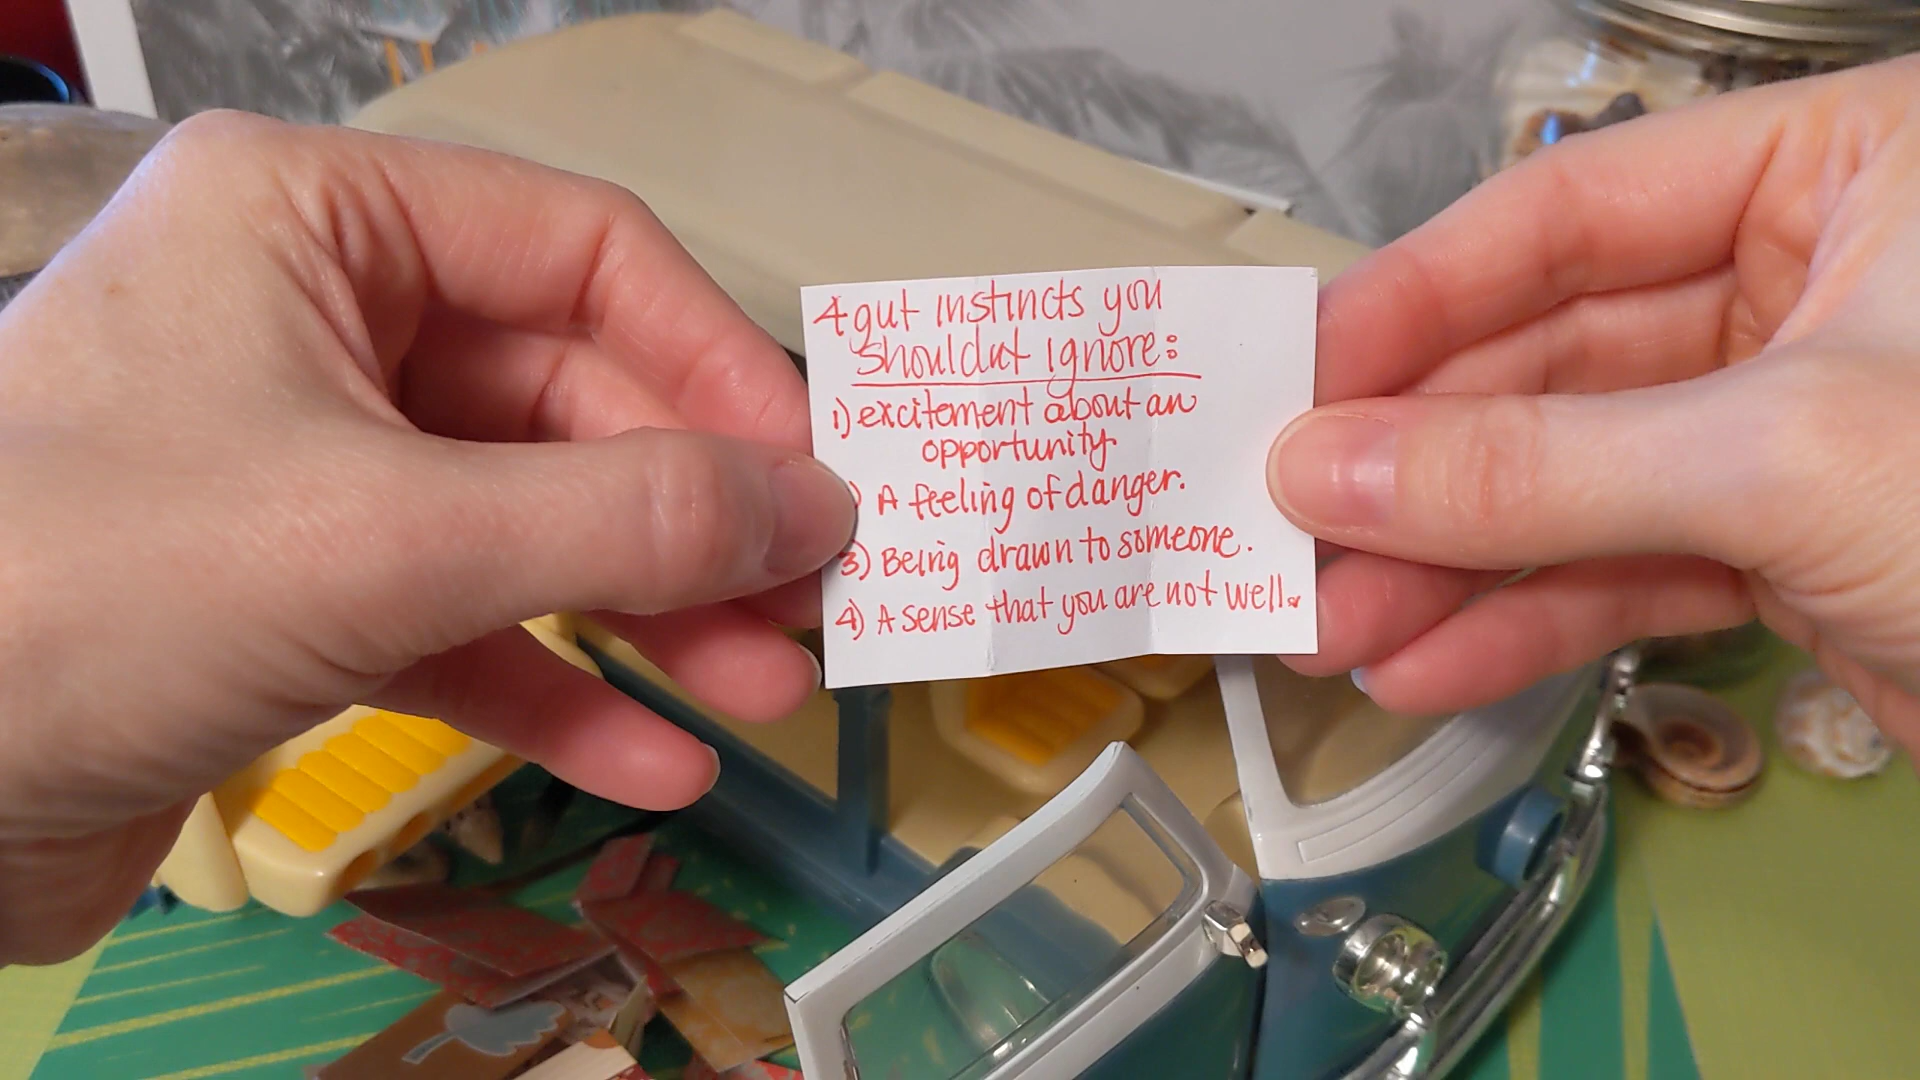 4 gut instincts you
shouldnt ignore:
1) excitement about an
opportunity.
) A feeling of danger.
3) Being drawn to someone.
4) A sense that you are not well.